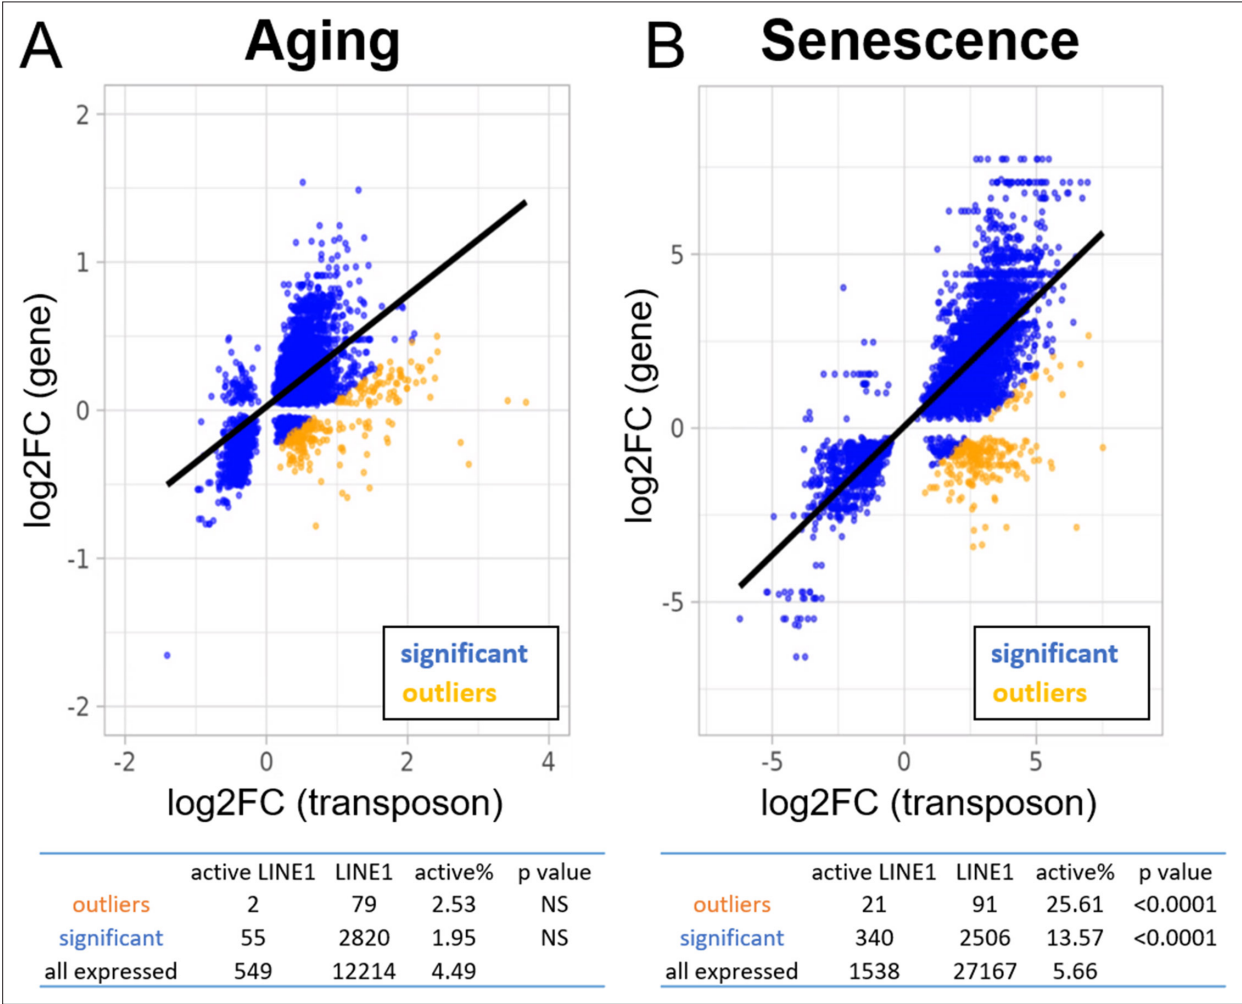 A Aging
2
1
0
-1
-2
log2FC (gene)
significant
outliers
-2 0 2 4
log2FC (transposon)
active LINE1 LINE1 active% p value
outliers 2 79 2.53 NS
significant 55 2820 1.95 NS
all expressed 549 12214 4.49
B Senescence
5
0
-5
log2FC (gene)
significant
outliers
-5 0 5
log2FC (transposon)
active LINE1 LINE1 active% p value
outliers 21 91 25.61 <0.0001
significant 340 2506 13.57 <0.0001
all expressed 1538 27167 5.66